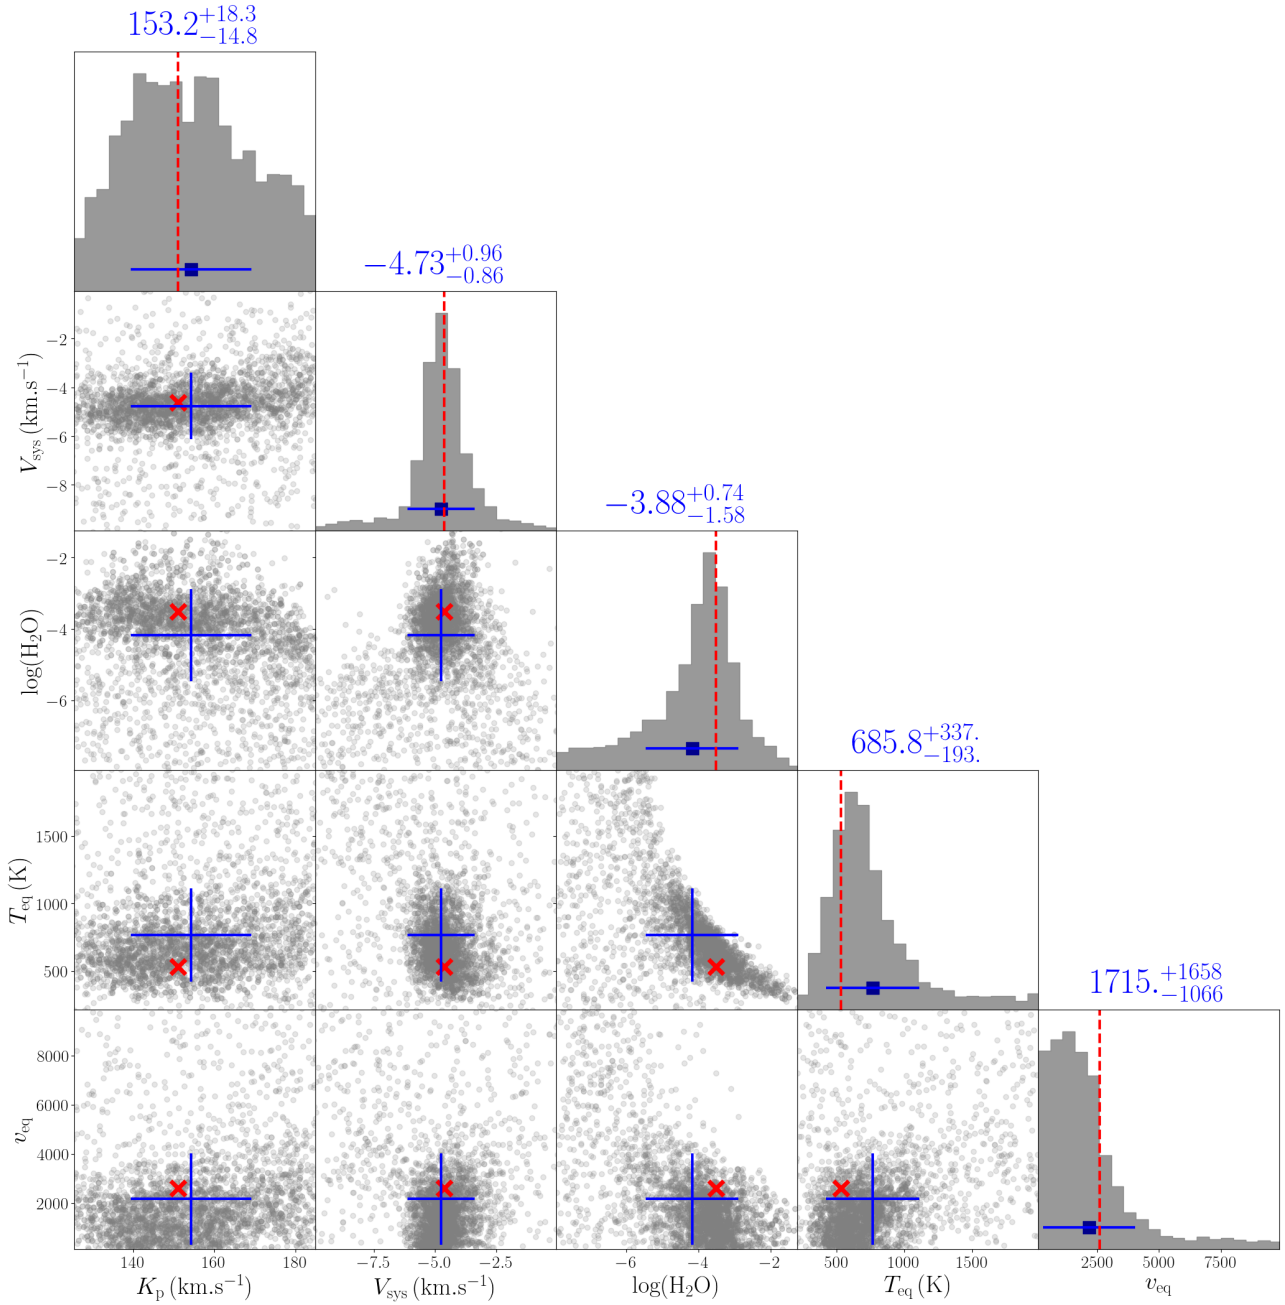 153.2+18.3−14.8
−4.73+0.96−0.86
−3.88+0.74−1.58
685.8+337.−193.
1715.+1658−1066
−2
−4
−6
−8
Vsys (km.s−1)
−2
−4
−6
log(H2O)
1500
1000
500
Teq (K)
8000
6000
4000
2000
veq
140 160 180
−7.5 −5.0 −2.5
−6 −4 −2
500 1000 1500
2500 5000 7500
Kp (km.s−1)
Vsys (km.s−1)
log(H2O)
Teq (K)
veq